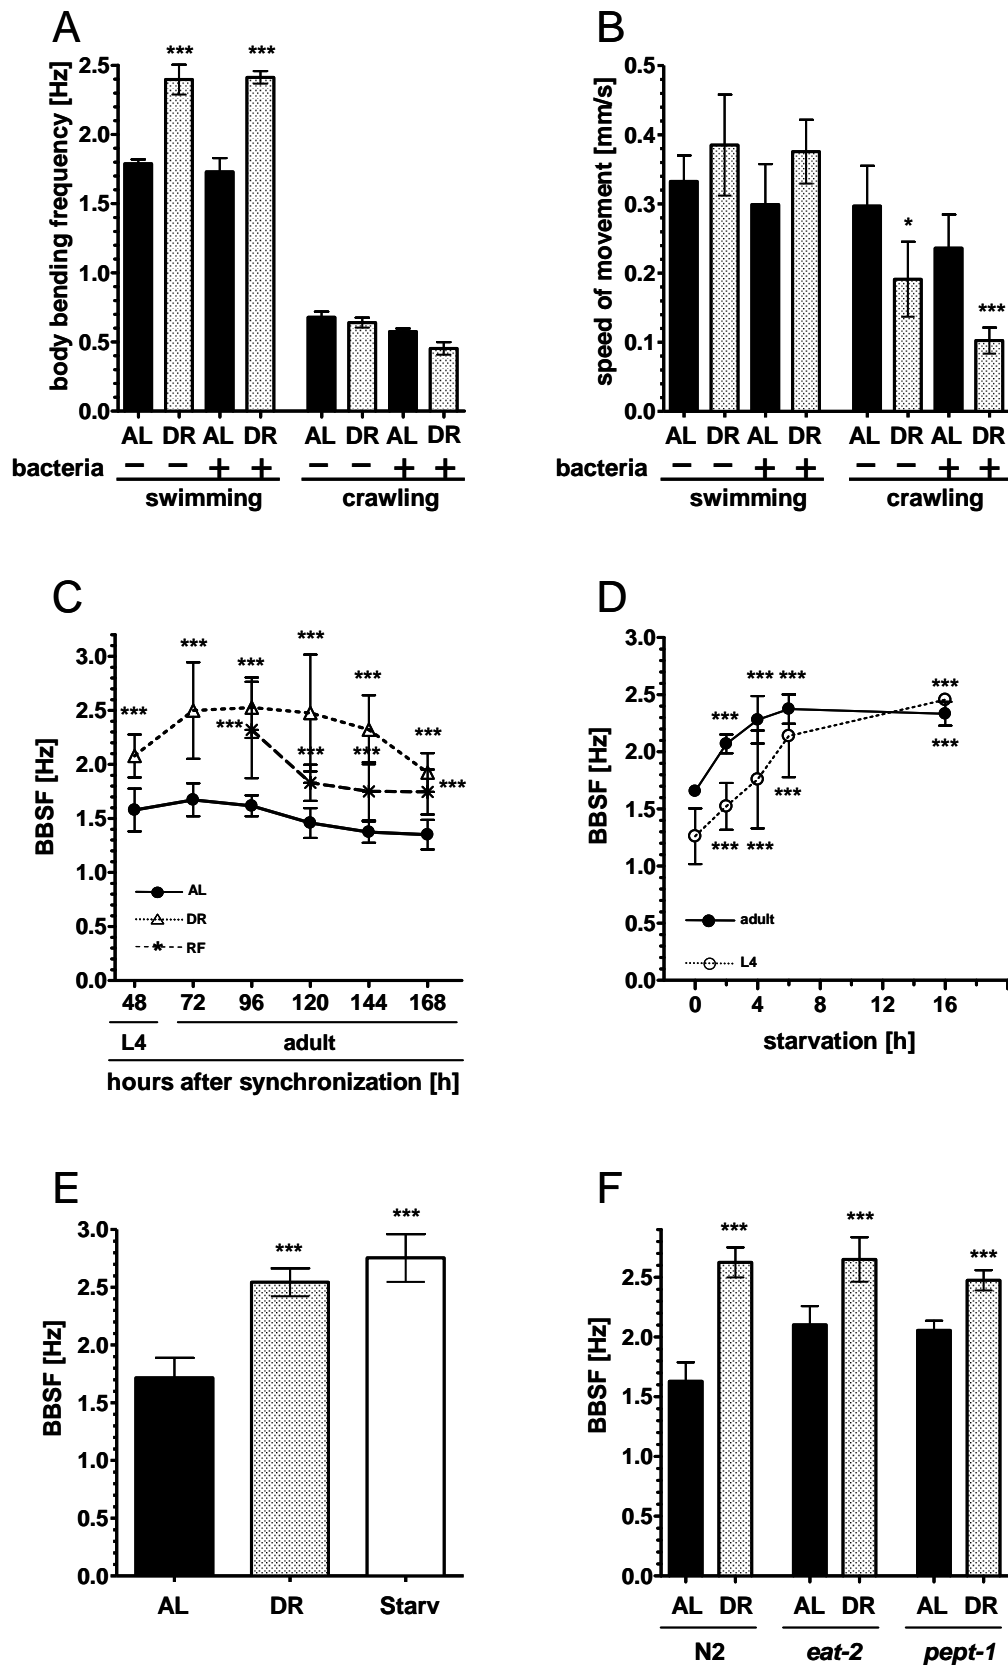 A
body bending frequency [Hz]
2.5
2.0
1.5
1.0
0.5
0.0
*** ***
AL DR AL DR AL DR AL DR
bacteria − − + + − − + +
swimming crawling
B
speed of movement [mm/s]
0.5
0.4
0.3
0.2
0.1
0.0
* ***
AL DR AL DR AL DR AL DR
bacteria − − + + − − + +
swimming crawling
C
BBSF [Hz]
3.0
2.5
2.0
1.5
1.0
0.5
0.0
*** *** *** *** *** ***
*** *** *** ***
AL
DR
RF
48 72 96 120 144 168
L4 adult
hours after synchronization [h]
D
BBSF [Hz]
3.0
2.5
2.0
1.5
1.0
0.5
0.0
*** *** *** ***
*** *** *** ***
adult
L4
0 4 8 12 16
starvation [h]
E
BBSF [Hz]
3.0
2.5
2.0
1.5
1.0
0.5
0.0
*** ***
AL DR Starv
F
BBSF [Hz]
2.5
2.0
1.5
1.0
0.5
0.0
*** *** ***
AL DR AL DR AL DR
N2 eat-2 pept-1